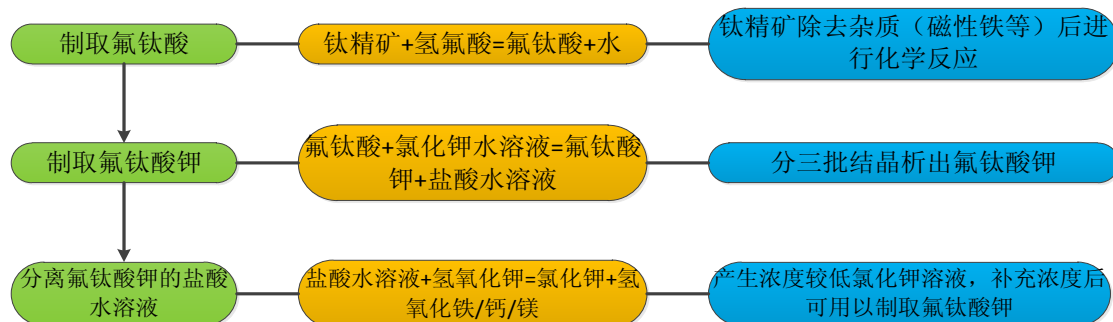 制取氟钛酸
钛精矿+氢氟酸=氟钛酸+水
钛精矿除去杂质（磁性铁等）后进
行化学反应
制取氟钛酸钾
氟钛酸+氯化钾水溶液=氟钛酸
钾+盐酸水溶液
分三批结晶析出氟钛酸钾
分离氟钛酸钾的盐酸
水溶液
盐酸水溶液+氢氧化钾=氯化钾+氢
氧化铁/钙/镁
产生浓度较低氯化钾溶液，补充浓度后
可用以制取氟钛酸钾